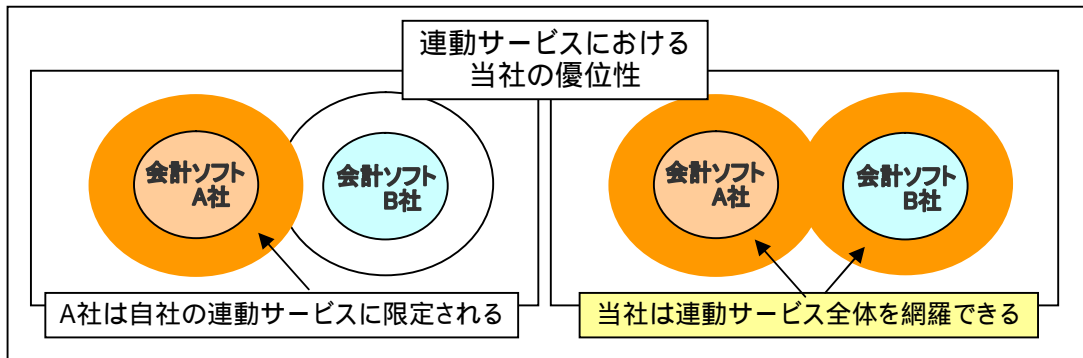 連動サービスにおける
当社の優位性
会計ソフト
A社
会計ソフト
B社
A社は自社の連動サービスに限定される
会計ソフト
A社
会計ソフト
B社
当社は連動サービス全体を網羅できる